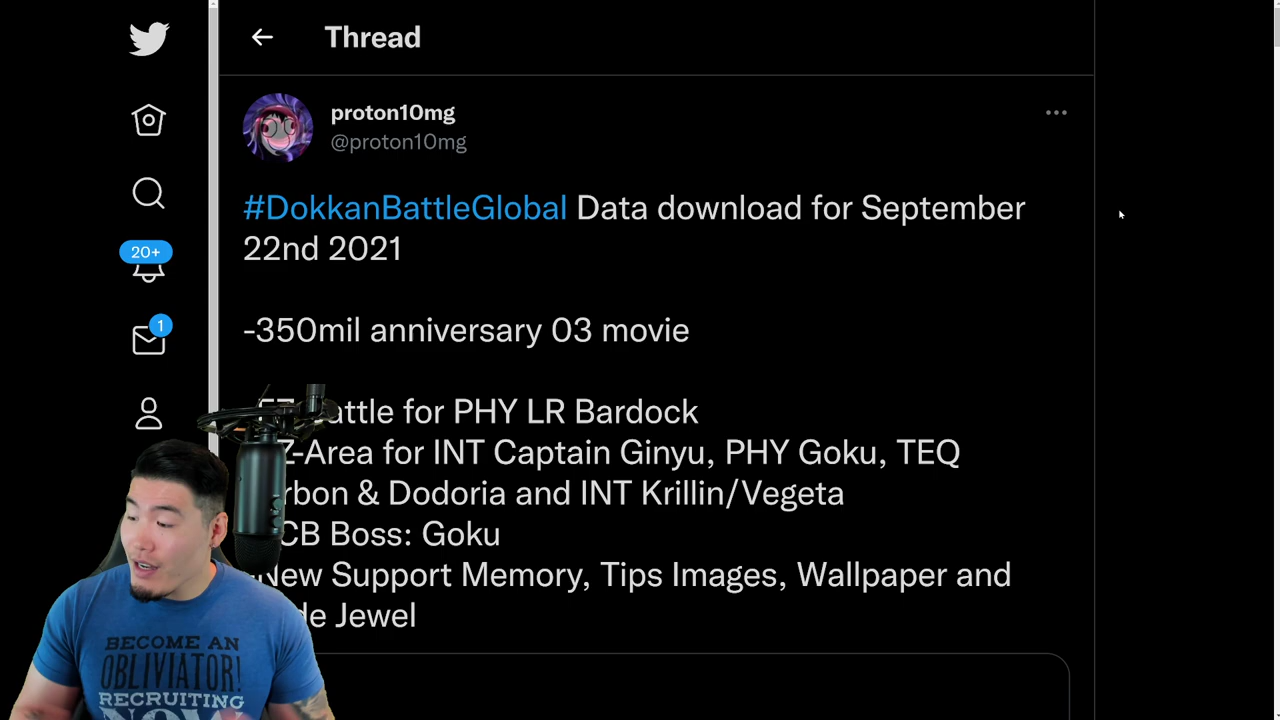 Thread
proton10mg
@proton10mg
#DokkanBattleGlobal Data download for September
22nd 2021
-350mil anniversary 03 movie
attle for PHY LR Bardock
Z-Area for INT Captain Ginyu, PHY Goku, TEQ
rbon & Dodoria and INT Krillin/Vegeta
CB Boss: Goku
New Support Memory, Tips Images, Wallpaper and
de Jewel
20+
1
BECOME AN
OBLIVIATOR!
RECRUITING
NOW